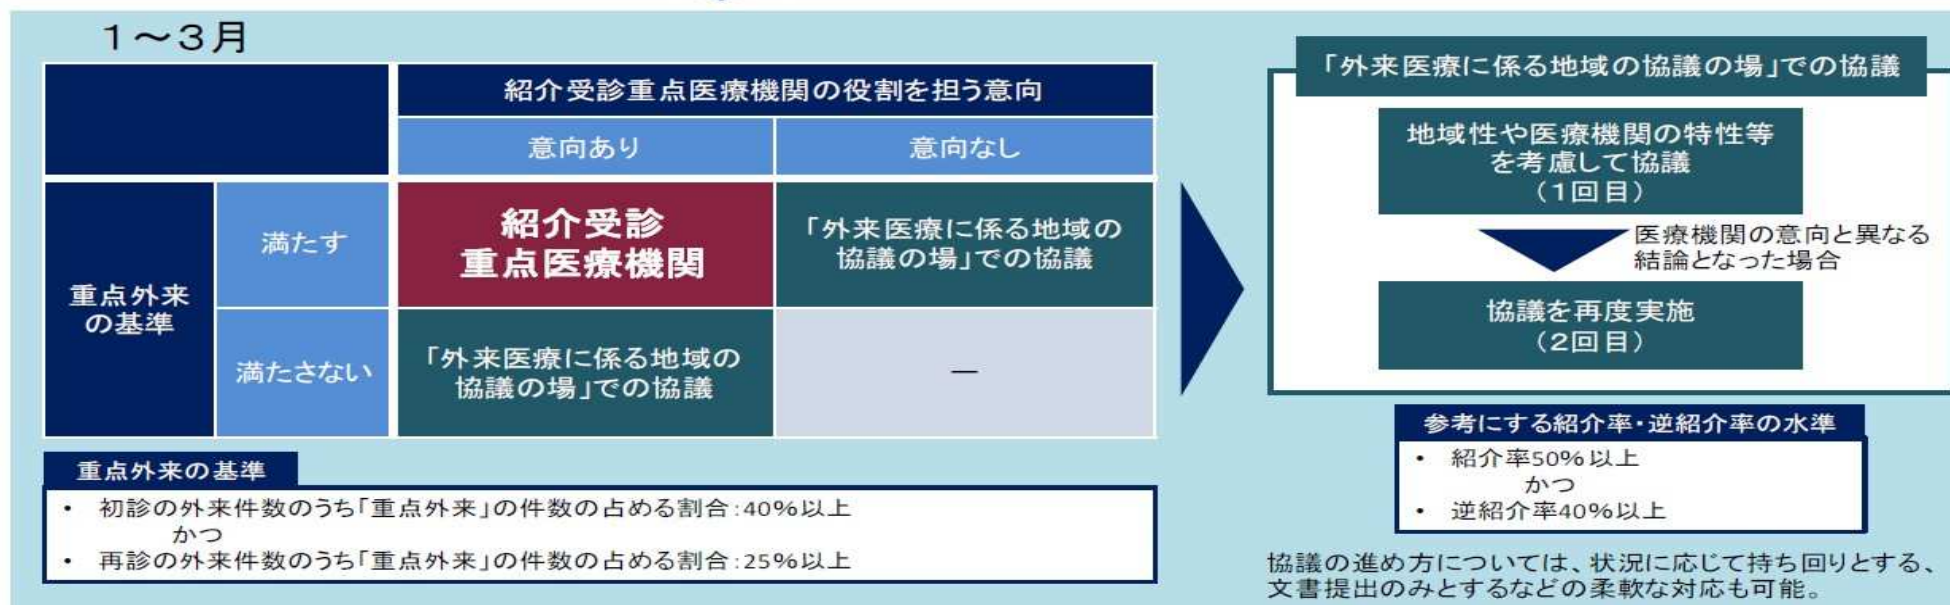 1～3月
紹介受診重点医療機関の役割を担う意向
意向あり
意向なし
重点外来
の基準
満たす
紹介受診
重点医療機関
「外来医療に係る地域の
協議の場」での協議
満たさない
「外来医療に係る地域の
協議の場」での協議
―
重点外来の基準
・ 初診の外来件数のうち「重点外来」の件数の占める割合:40%以上
かつ
・ 再診の外来件数のうち「重点外来」の件数の占める割合:25%以上
「外来医療に係る地域の協議の場」での協議
地域性や医療機関の特性等
を考慮して協議
(1回目)
医療機関の意向と異なる
結論となった場合
協議を再度実施
(2回目)
参考にする紹介率・逆紹介率の水準
・ 紹介率50%以上
かつ
・ 逆紹介率40%以上
協議の進め方については、状況に応じて持ち回りとする、
文書提出のみとするなどの柔軟な対応も可能。